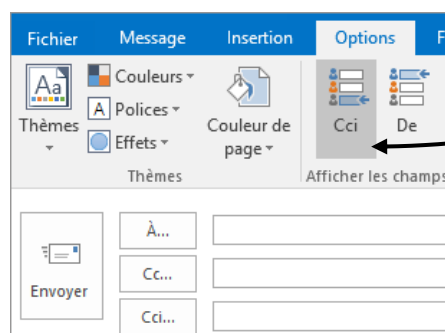 Fichier Message Insertion Options F
Aa
Thèmes
Couleurs
A Polices
Effets
Couleur de
page
Cci
De
Thèmes
Afficher les champs
Envoyer
À...
Cc...
Cci...